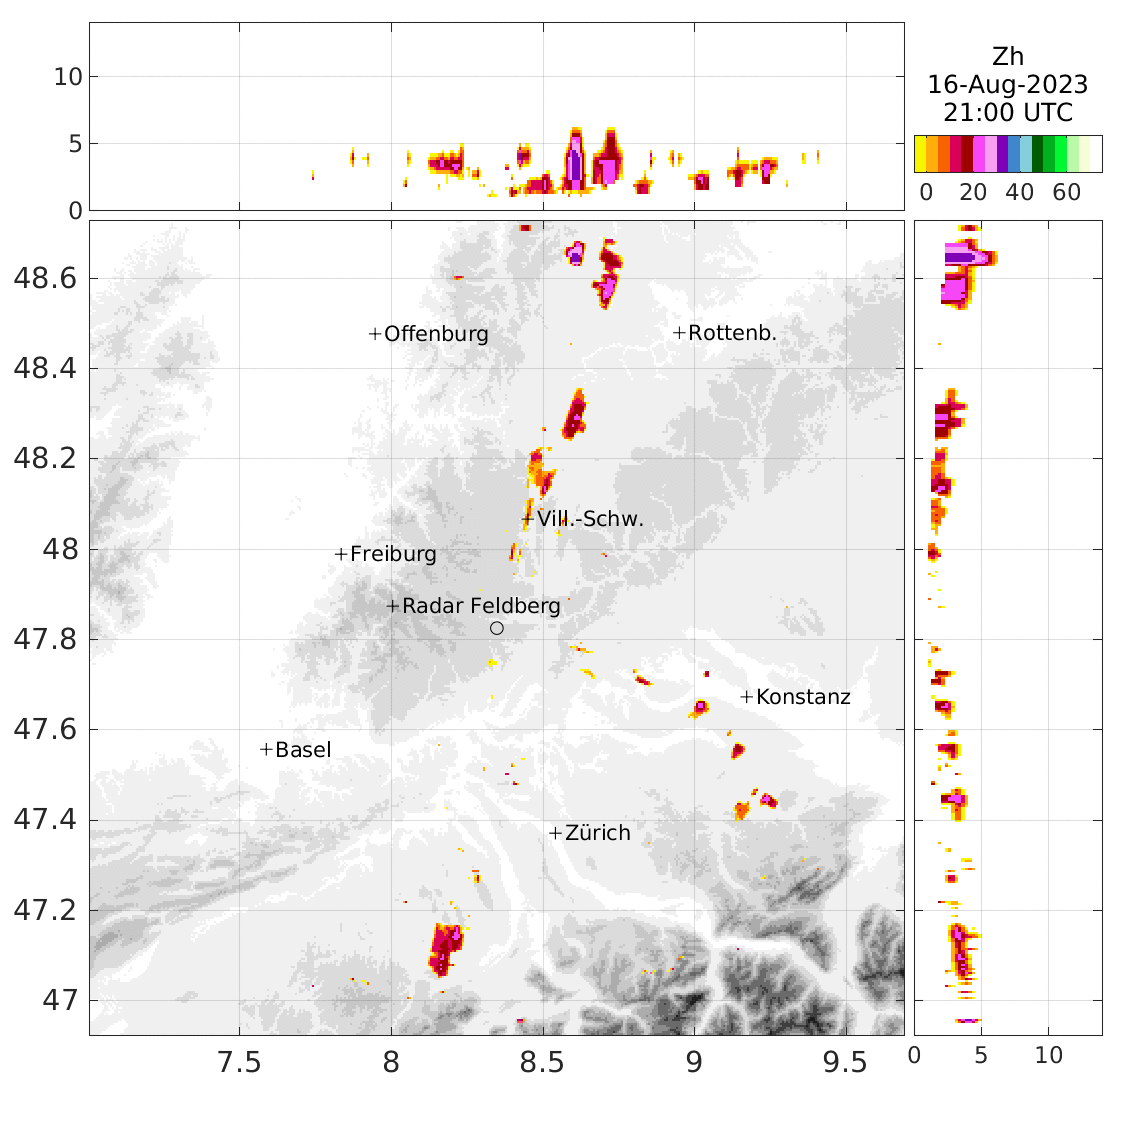 10
5
0
Zh
16-Aug-2023
21:00 UTC
0 20 40 60
48.6
48.4
48.2
48
47.8
47.6
47.4
47.2
47
Offenburg
Rottenb.
Vill.-Schw.
Freiburg
Radar Feldberg
Konstanz
Basel
Zürich
7.5 8 8.5 9 9.5
0 5 10